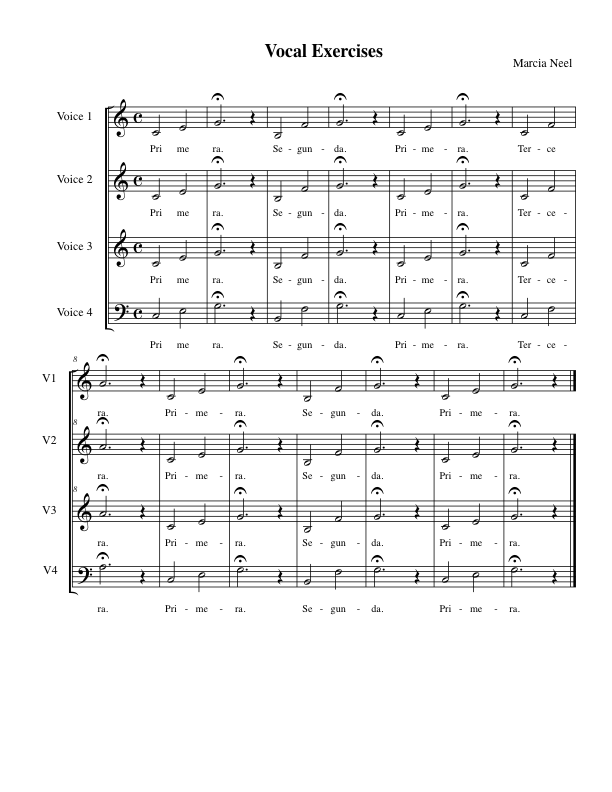 Vocal Exercises
Marcia Neel
Voice 1
Pri me ra. Se - gun - da. Pri - me - ra. Ter - ce
Voice 2
Pri me ra. Se - gun - da. Pri - me - ra. Ter - ce -
Voice 3
Pri me ra. Se - gun - da. Pri - me - ra. Ter - ce -
Voice 4
Pri me ra. Se - gun - da. Pri - me - ra. Ter - ce -
8
V1
ra. Pri - me - ra. Se - gun - da. Pri - me - ra.
8
V2
ra. Pri - me - ra. Se - gun - da. Pri - me - ra.
8
V3
ra. Pri - me - ra. Se - gun - da. Pri - me - ra.
V4
ra. Pri - me - ra. Se - gun - da. Pri - me - ra.